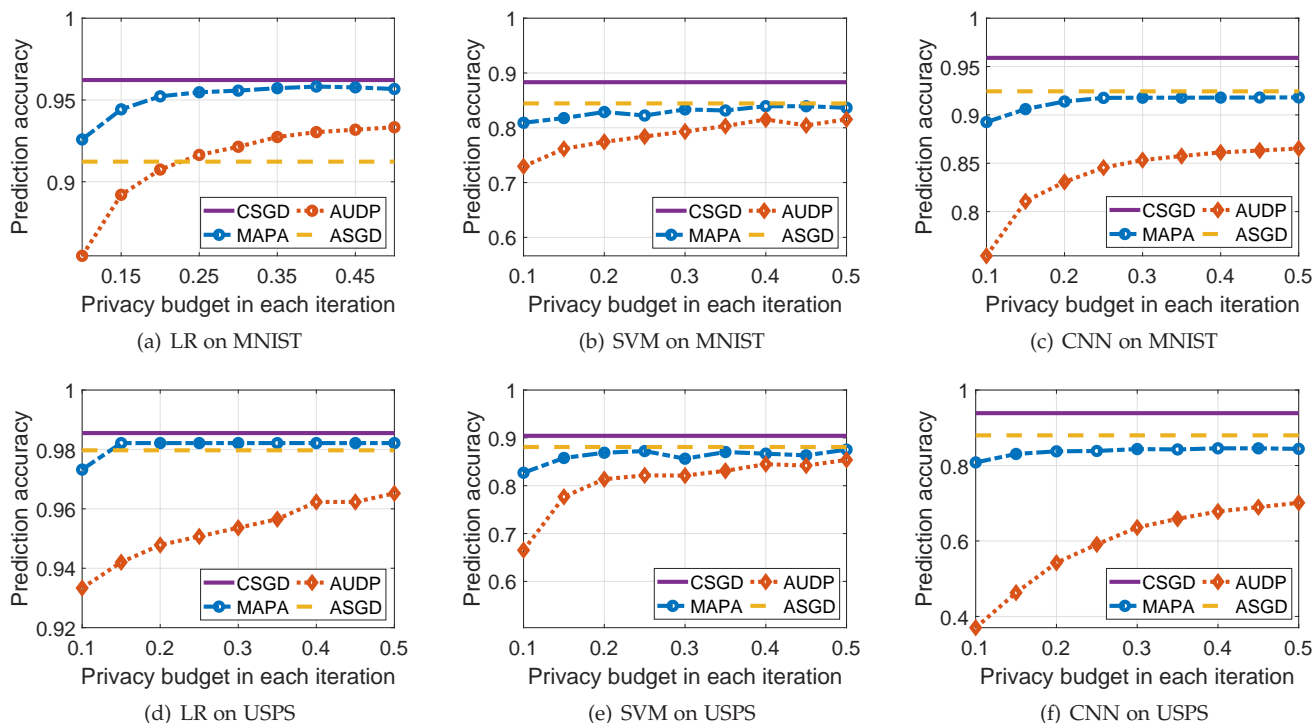 1
0.95
0.9
Prediction accuracy
CSGD
AUDP
MAPA
ASGD
0.15
0.25
0.35
0.45
Privacy budget in each iteration
(a) LR on MNIST
1
0.9
0.8
0.7
0.6
Prediction accuracy
CSGD
AUDP
MAPA
ASGD
0.1
0.2
0.3
0.4
0.5
Privacy budget in each iteration
(b) SVM on MNIST
1
0.95
0.9
0.85
0.8
Prediction accuracy
CSGD
AUDP
MAPA
ASGD
0.1
0.2
0.3
0.4
0.5
Privacy budget in each iteration
(c) CNN on MNIST
1
0.98
0.96
0.94
0.92
Prediction accuracy
CSGD
AUDP
MAPA
ASGD
0.1
0.2
0.3
0.4
0.5
Privacy budget in each iteration
(d) LR on USPS
1
0.9
0.8
0.7
0.6
Prediction accuracy
CSGD
AUDP
MAPA
ASGD
0.1
0.2
0.3
0.4
0.5
Privacy budget in each iteration
(e) SVM on USPS
1
0.8
0.6
0.4
Prediction accuracy
CSGD
AUDP
MAPA
ASGD
0.1
0.2
0.3
0.4
0.5
Privacy budget in each iteration
(f) CNN on USPS